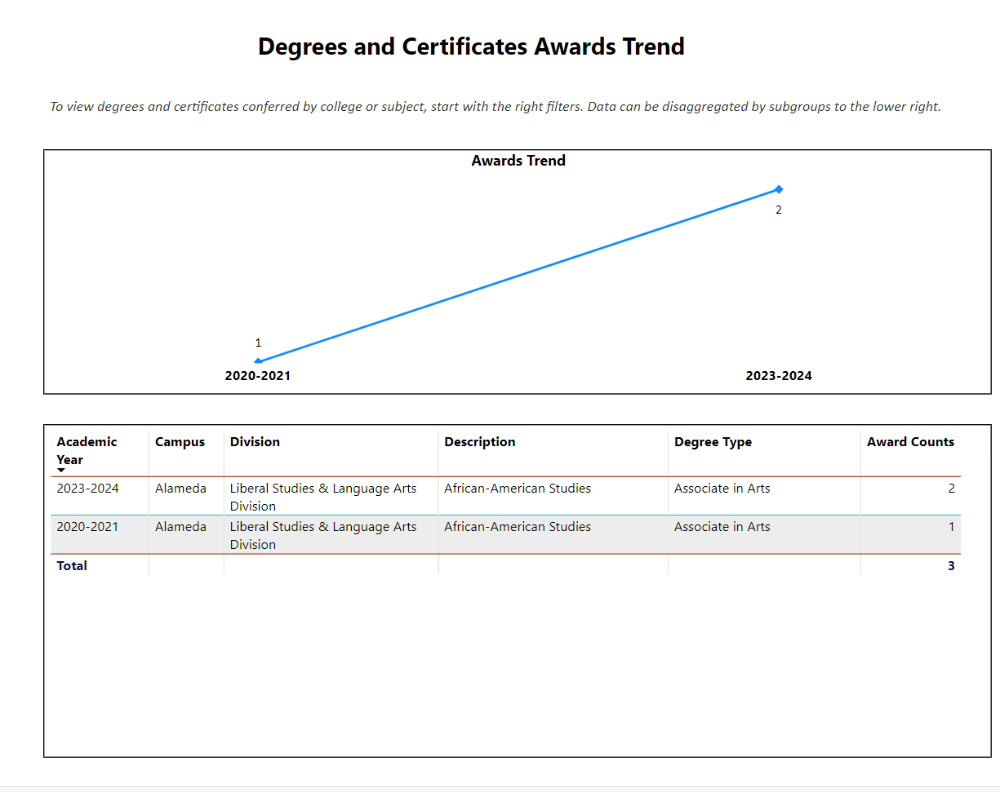 Degrees and Certificates Awards Trend
To view degrees and certificates conferred by college or subject, start with the right filters. Data can be disaggregated by subgroups to the lower right.
Awards Trend
2
1
2020-2021 2023-2024
Academic Year Campus Division Description Degree Type Award Counts
2023-2024 Alameda Liberal Studies & Language Arts Division African-American Studies Associate in Arts 2
2020-2021 Alameda Liberal Studies & Language Arts Division African-American Studies Associate in Arts 1
Total 3